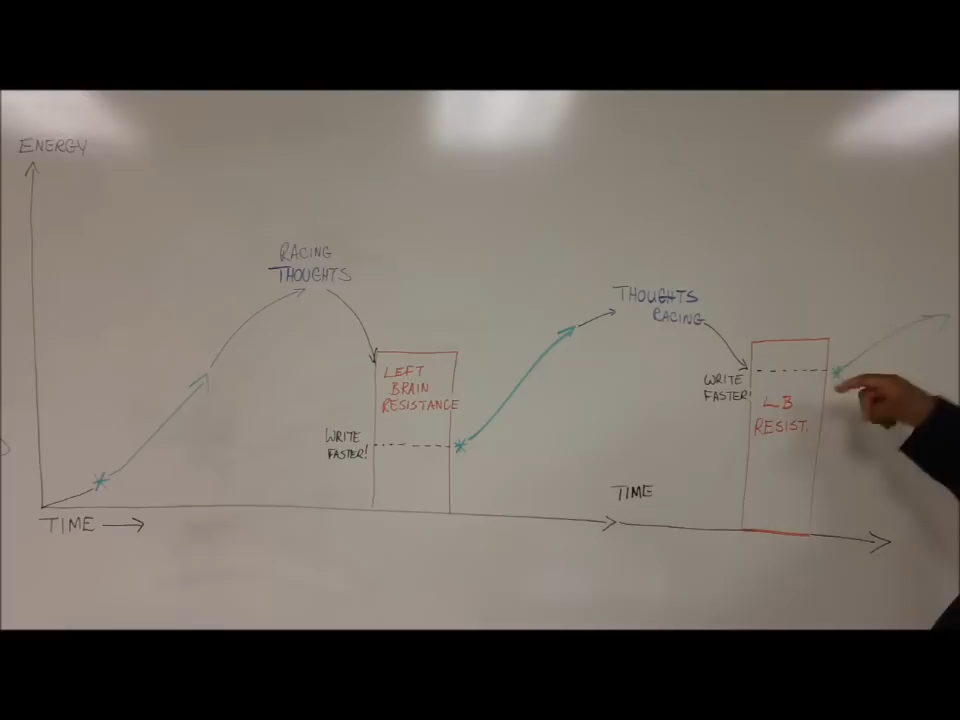 ENERGY
RACING
THOUGHTS
LEFT
BRAIN
RESISTANCE
WRITE
FASTER!
TIME
THOUGHTS
RACING
WRITE
FASTER!
LB
RESIST.
TIME